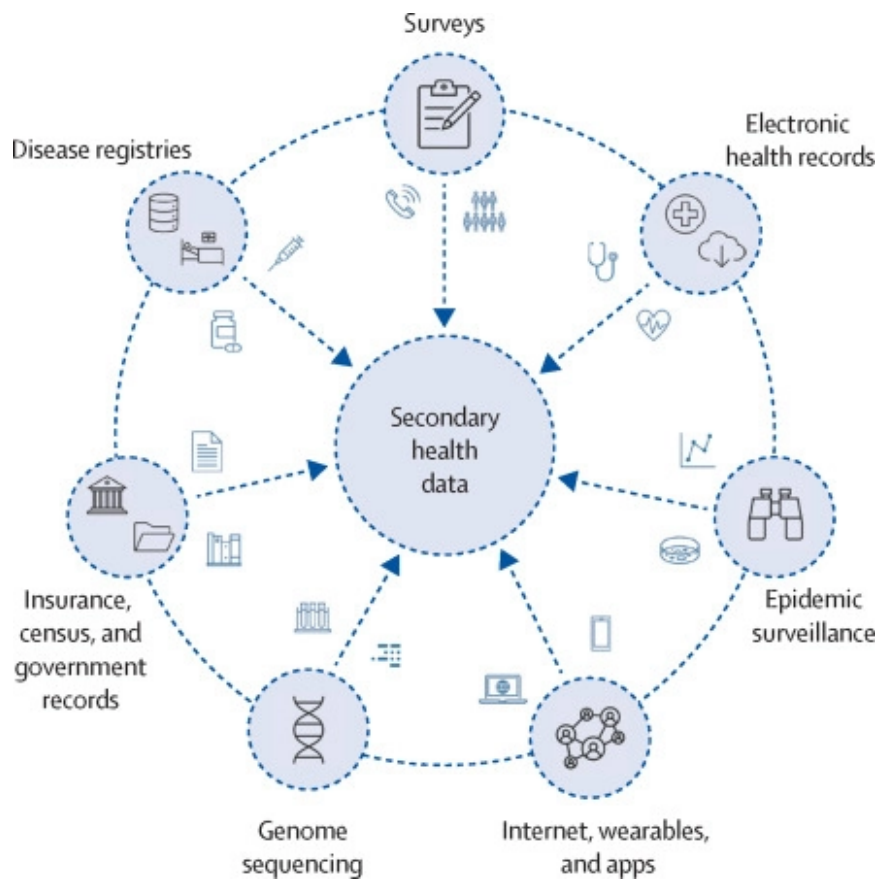 Surveys
Electronic
health records
Disease registries
Secondary
health
data
Insurance,
census, and
government
records
Epidemic
surveillance
Genome
sequencing
Internet, wearables,
and apps